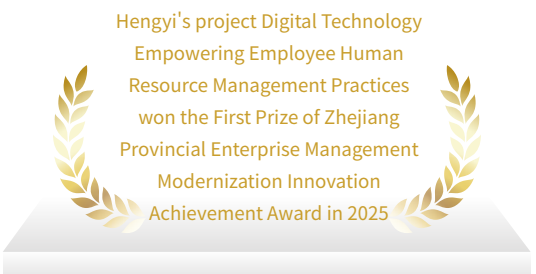 Hengyi's project Digital Technology
Empowering Employee Human
Resource Management Practices
won the First Prize of Zhejiang
Provincial Enterprise Management
Modernization Innovation
Achievement Award in 2025